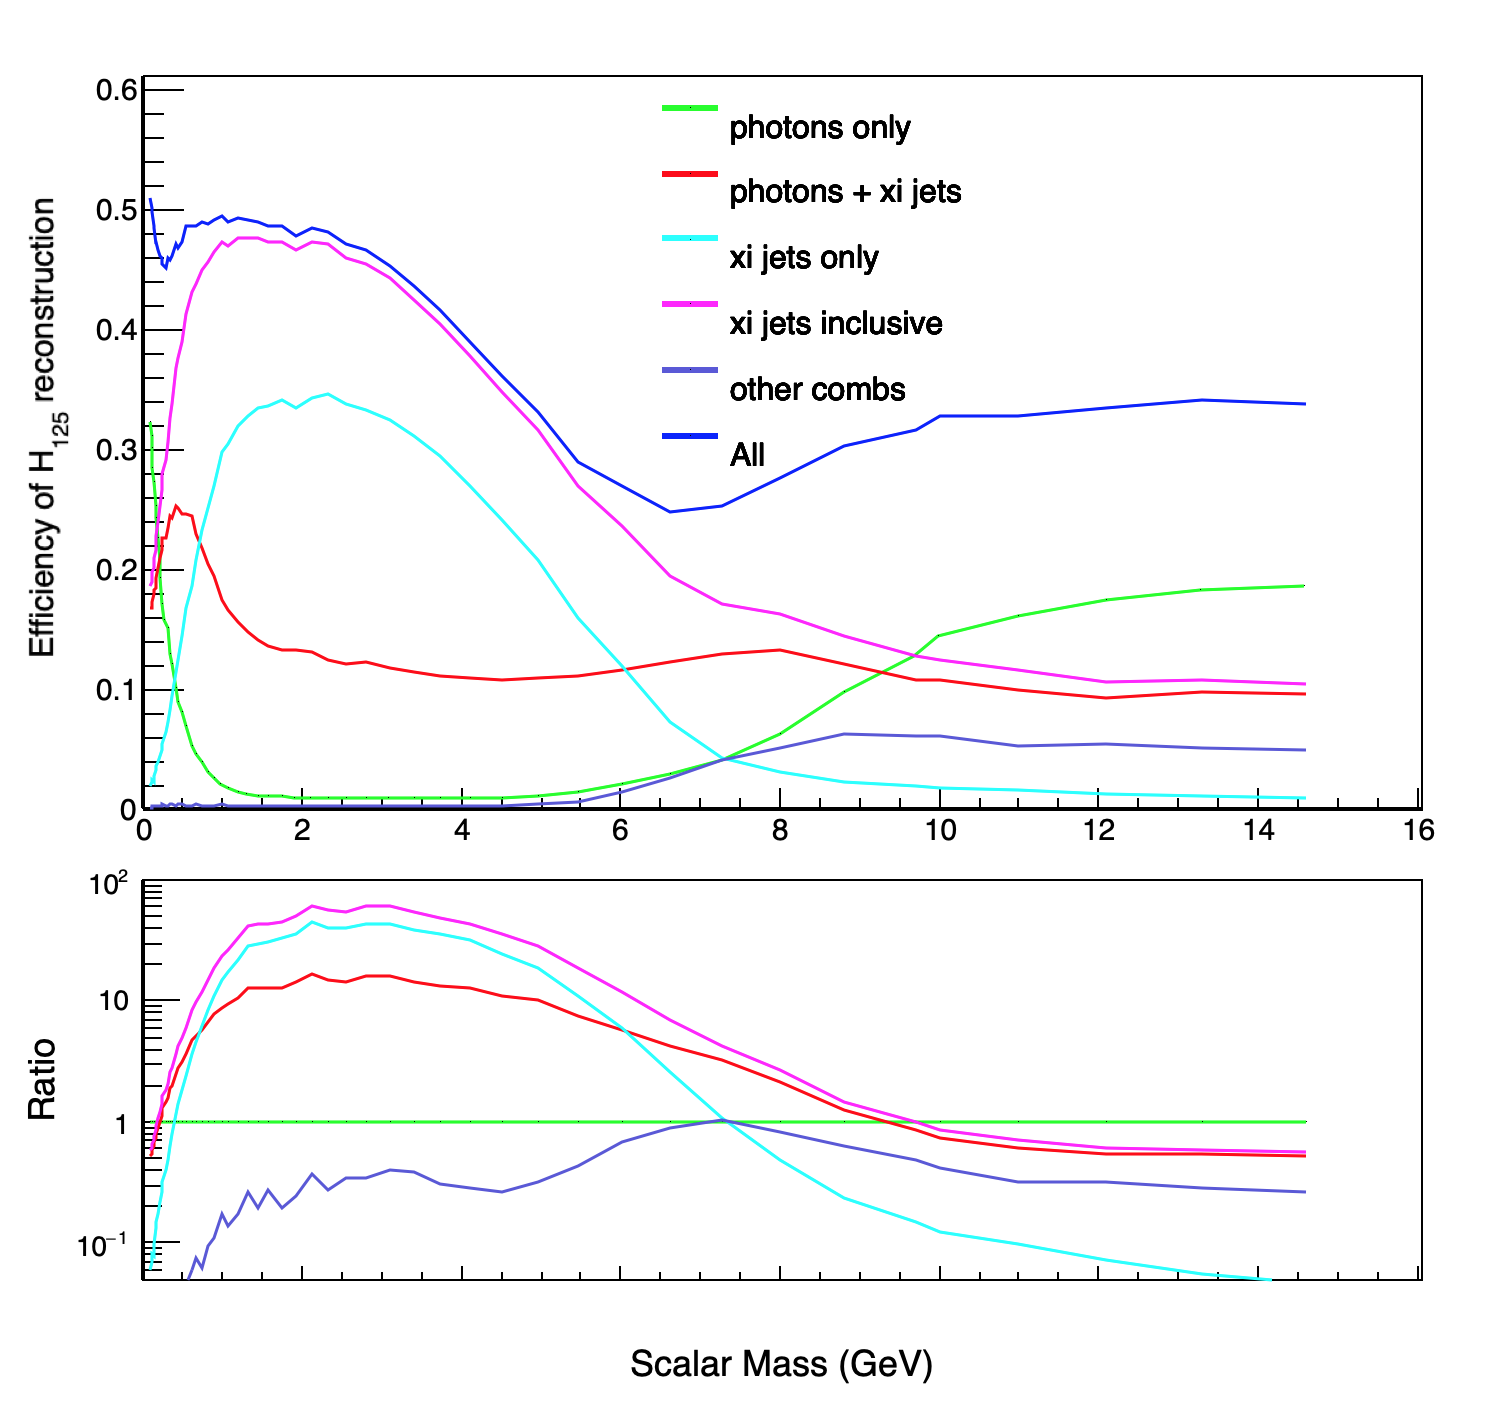 0.6
0.5
0.4
0.3
0.2
0.1
0
Efficiency of H₁₂₅ reconstruction
photons only
photons + xi jets
xi jets only
xi jets inclusive
other combs
All
0 2 4 6 8 10 12 14 16
10²
10
1
10⁻¹
Ratio
Scalar Mass (GeV)